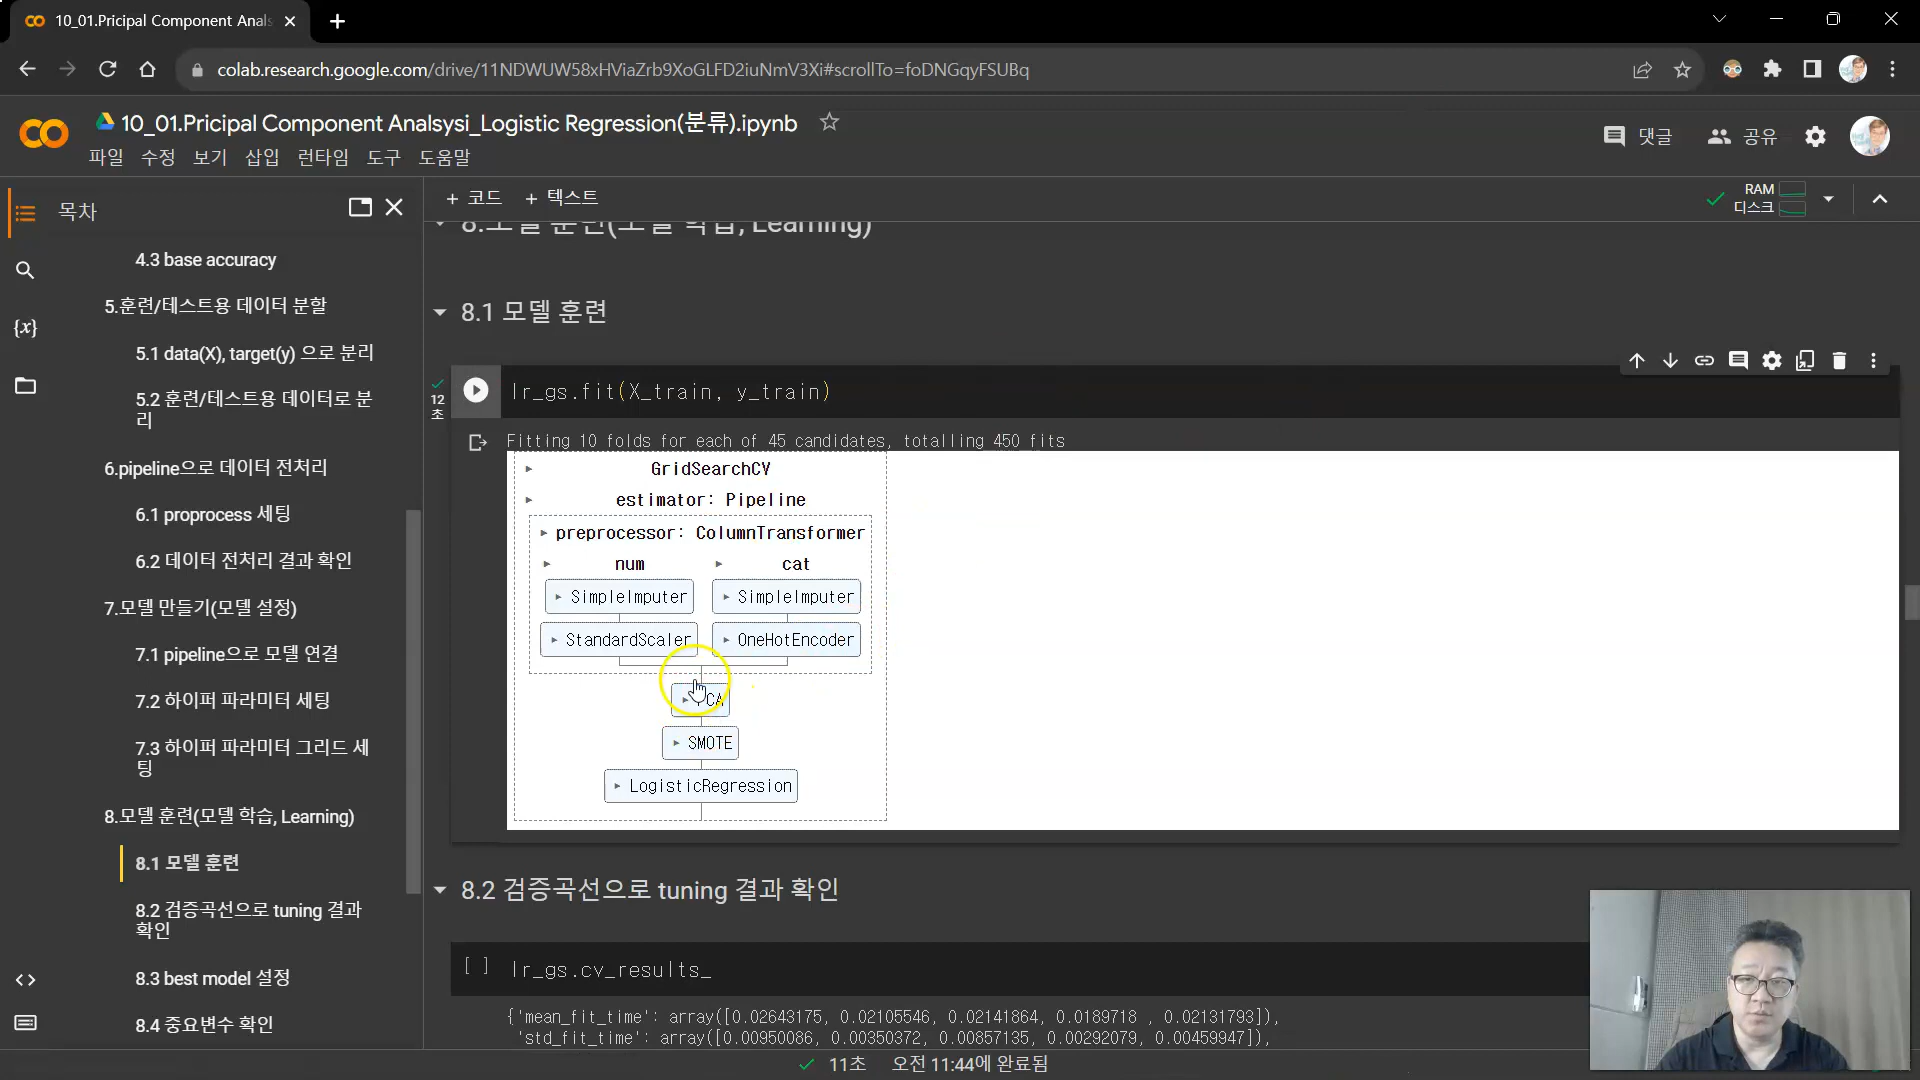 10_01.Pricipal Component Anals
colab.research.google.com/drive/11NDWUW58xHViaZrb9XoGLFD2iuNmV3Xi#scrollTo=foDNGqyFSUBq
10_01.Pricipal Component Analsysi_Logistic Regression(분류).ipynb
댓글
공유
파일 수정 보기 삽입 런타임 도구 도움말
목차
+ 코드 + 텍스트
RAM
디스크
4.3 base accuracy
5.훈련/테스트용 데이터 분할
5.1 data(X), target(y) 으로 분리
5.2 훈련/테스트용 데이터로 분
리
6.pipeline으로 데이터 전처리
6.1 proprocess 세팅
6.2 데이터 전처리 결과 확인
7.모델 만들기(모델 설정)
7.1 pipeline으로 모델 연결
7.2 하이퍼 파라미터 세팅
7.3 하이퍼 파라미터 그리드 세
팅
8.모델 훈련(모델 학습, Learning)
8.1 모델 훈련
8.2 검증곡선으로 tuning 결과
확인
8.3 best model 설정
8.4 중요변수 확인
8.모델 훈련(모델 학습, Learning)
8.1 모델 훈련
12
초
lr_gs.fit(X_train, y_train)
Fitting 10 folds for each of 45 candidates, totalling 450 fits
GridSearchCV
estimator: Pipeline
preprocessor: ColumnTransformer
num cat
SimpleImputer SimpleImputer
StandardScaler OneHotEncoder
PCA
SMOTE
LogisticRegression
8.2 검증곡선으로 tuning 결과 확인
[ ] lr_gs.cv_results_
{'mean_fit_time': array([0.02643175, 0.02105546, 0.02141864, 0.0189718 , 0.02131793]),
'std_fit_time': array([0.00950086, 0.00350372, 0.00857135, 0.00292079, 0.00459947]),
11초 오전 11:44에 완료됨